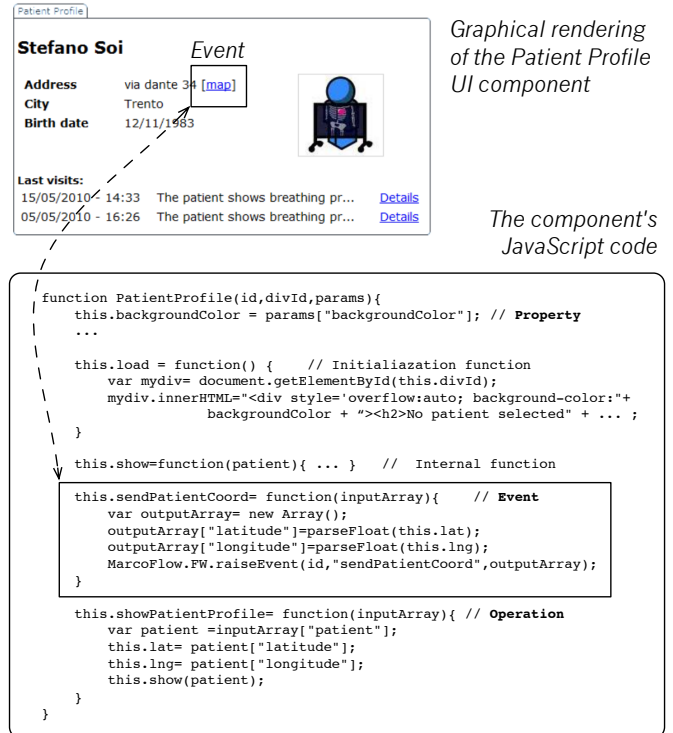 Patient Profile
Graphical rendering
of the Patient Profile
UI component
Stefano Soi
Event
Address via dante 34 [map]
City Trento
Birth date 12/11/1983
Last visits:
15/05/2010 - 14:33 The patient shows breathing pr... Details
05/05/2010 - 16:26 The patient shows breathing pr... Details
The component's
JavaScript code
function PatientProfile(id,divId,params){
this.backgroundColor = params["backgroundColor"]; // Property
...
this.load = function() { // Initialiazation function
var mydiv= document.getElementById(this.divId);
mydiv.innerHTML="<div style='overflow:auto; background-color:"+
backgroundColor + “><h2>No patient selected" + ... ;
}
this.show=function(patient){ ... } // Internal function
this.sendPatientCoord= function(inputArray){ // Event
var outputArray= new Array();
outputArray["latitude"]=parseFloat(this.lat);
outputArray["longitude"]=parseFloat(this.lng);
MarcoFlow.FW.raiseEvent(id,"sendPatientCoord",outputArray);
}
this.showPatientProfile= function(inputArray){ // Operation
var patient =inputArray["patient"];
this.lat= patient["latitude"];
this.lng= patient["longitude"];
this.show(patient);
}
}